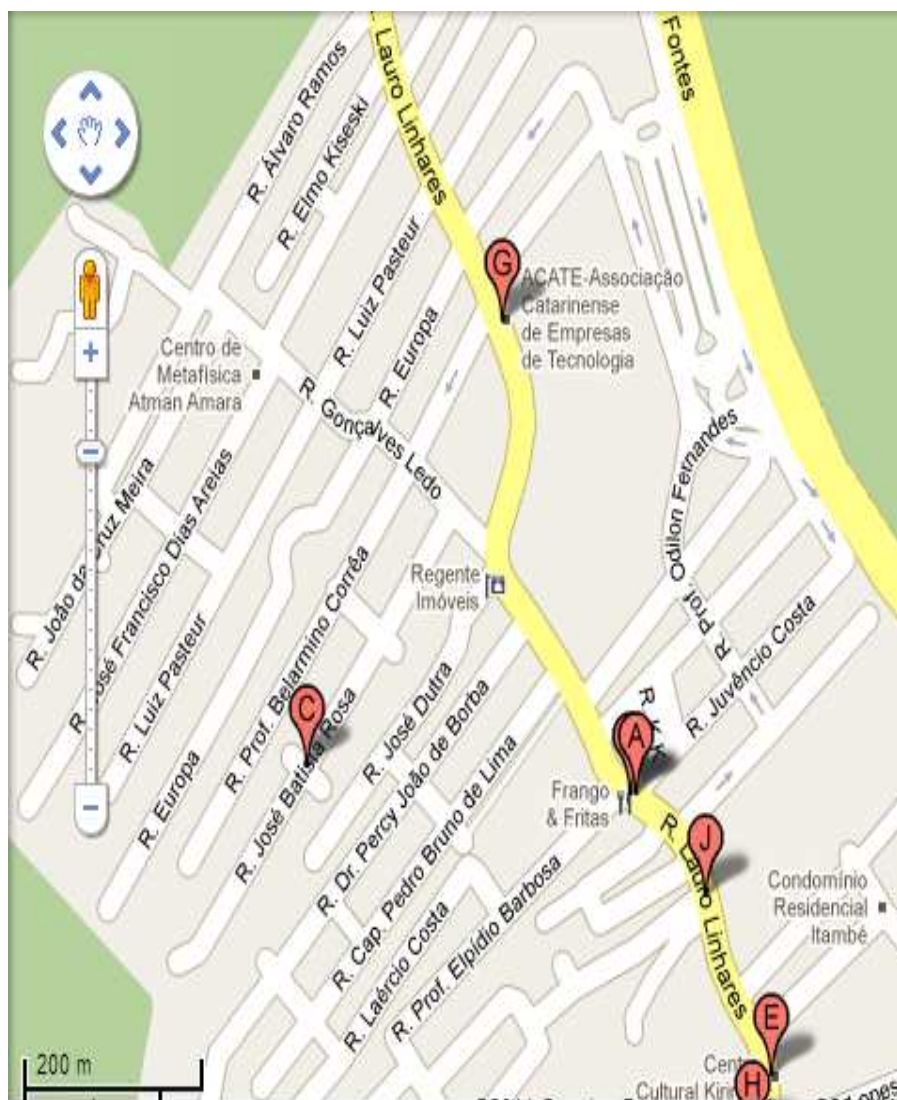 R. Lauro Linhares
Fontes
R. Álvaro Ramos
R. Elmo Kiseski
R. Luiz Pasteur
R. Europa
G
ACATE-Associação
Catarinense
de Empresas
de Tecnologia
Centro de
Metafísica
Atman Amara
R. Gonçalves Ledo
R. Prof. Odilon Fernandes
R. João da Cruz Meira
R. José Francisco Dias Areias
R. Luiz Pasteur
R. Europa
R. Prof. Belarmino Corrêa
Regente
Imóveis
C
R. José Batista Rosa
R. José Dutra
R. Dr. Percy João de Borba
R. Cap. Pedro Bruno de Lima
R. Laércio Costa
R. Prof. Elpídio Barbosa
R. Juvêncio Costa
A
Frango
& Fritas
R. Lauro Linhares
J
Condomínio
Residencial
Itambé
E
Cultural
H
200 m